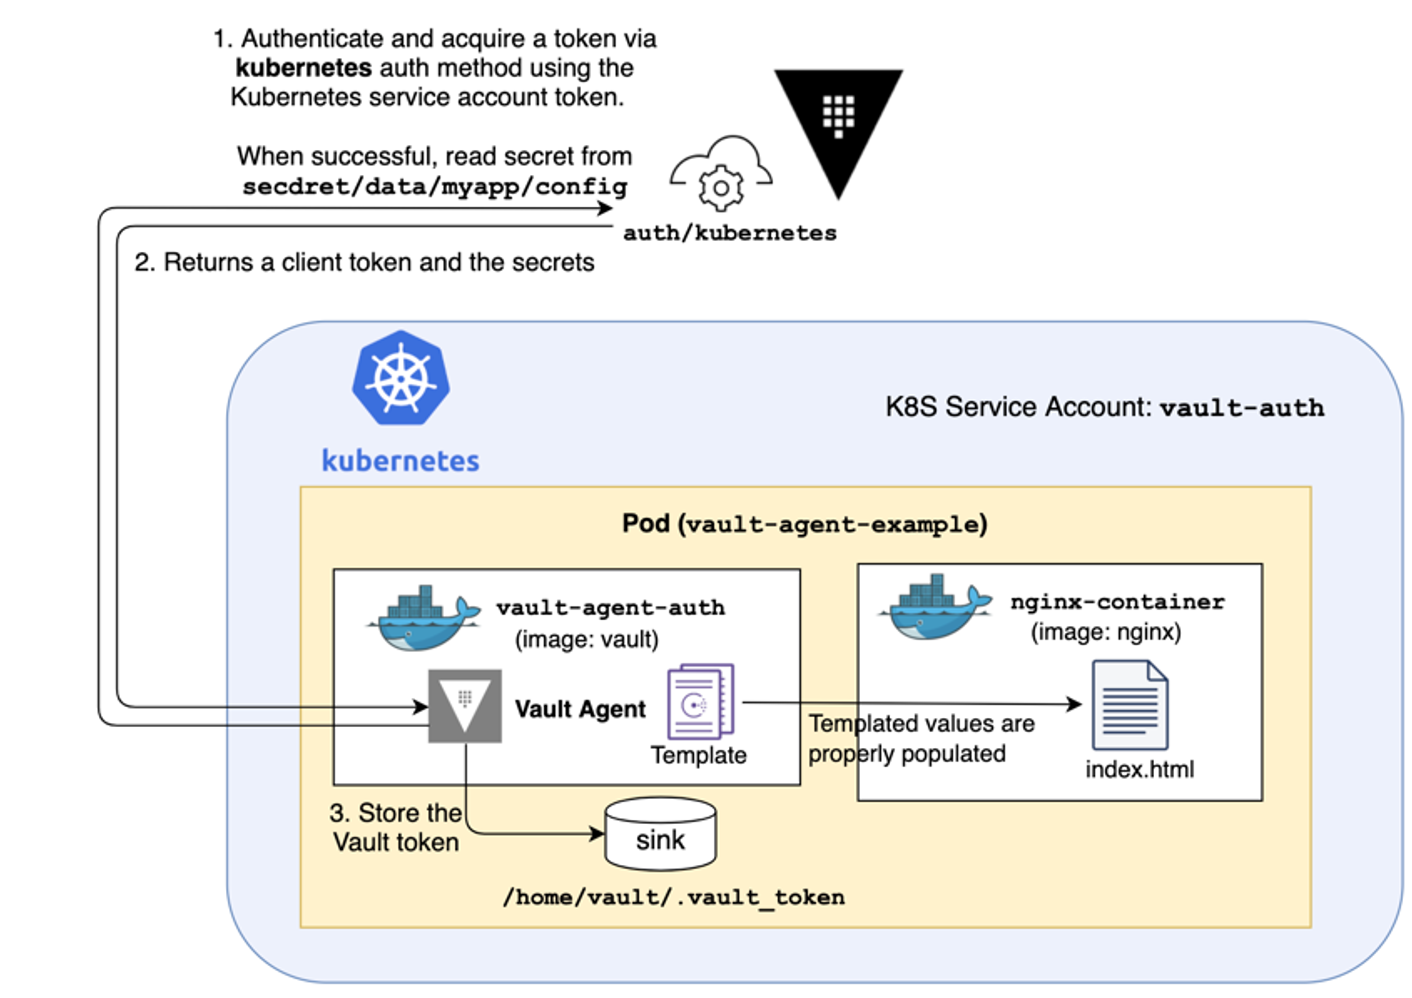 1. Authenticate and acquire a token via
kubernetes auth method using the
Kubernetes service account token.
When successful, read secret from
secdret/data/myapp/config
auth/kubernetes
2. Returns a client token and the secrets
kubernetes
K8S Service Account: vault-auth
Pod (vault-agent-example)
vault-agent-auth
(image: vault)
Vault Agent
Template
nginx-container
(image: nginx)
Templated values are
properly populated
index.html
3. Store the
Vault token
sink
/home/vault/.vault_token